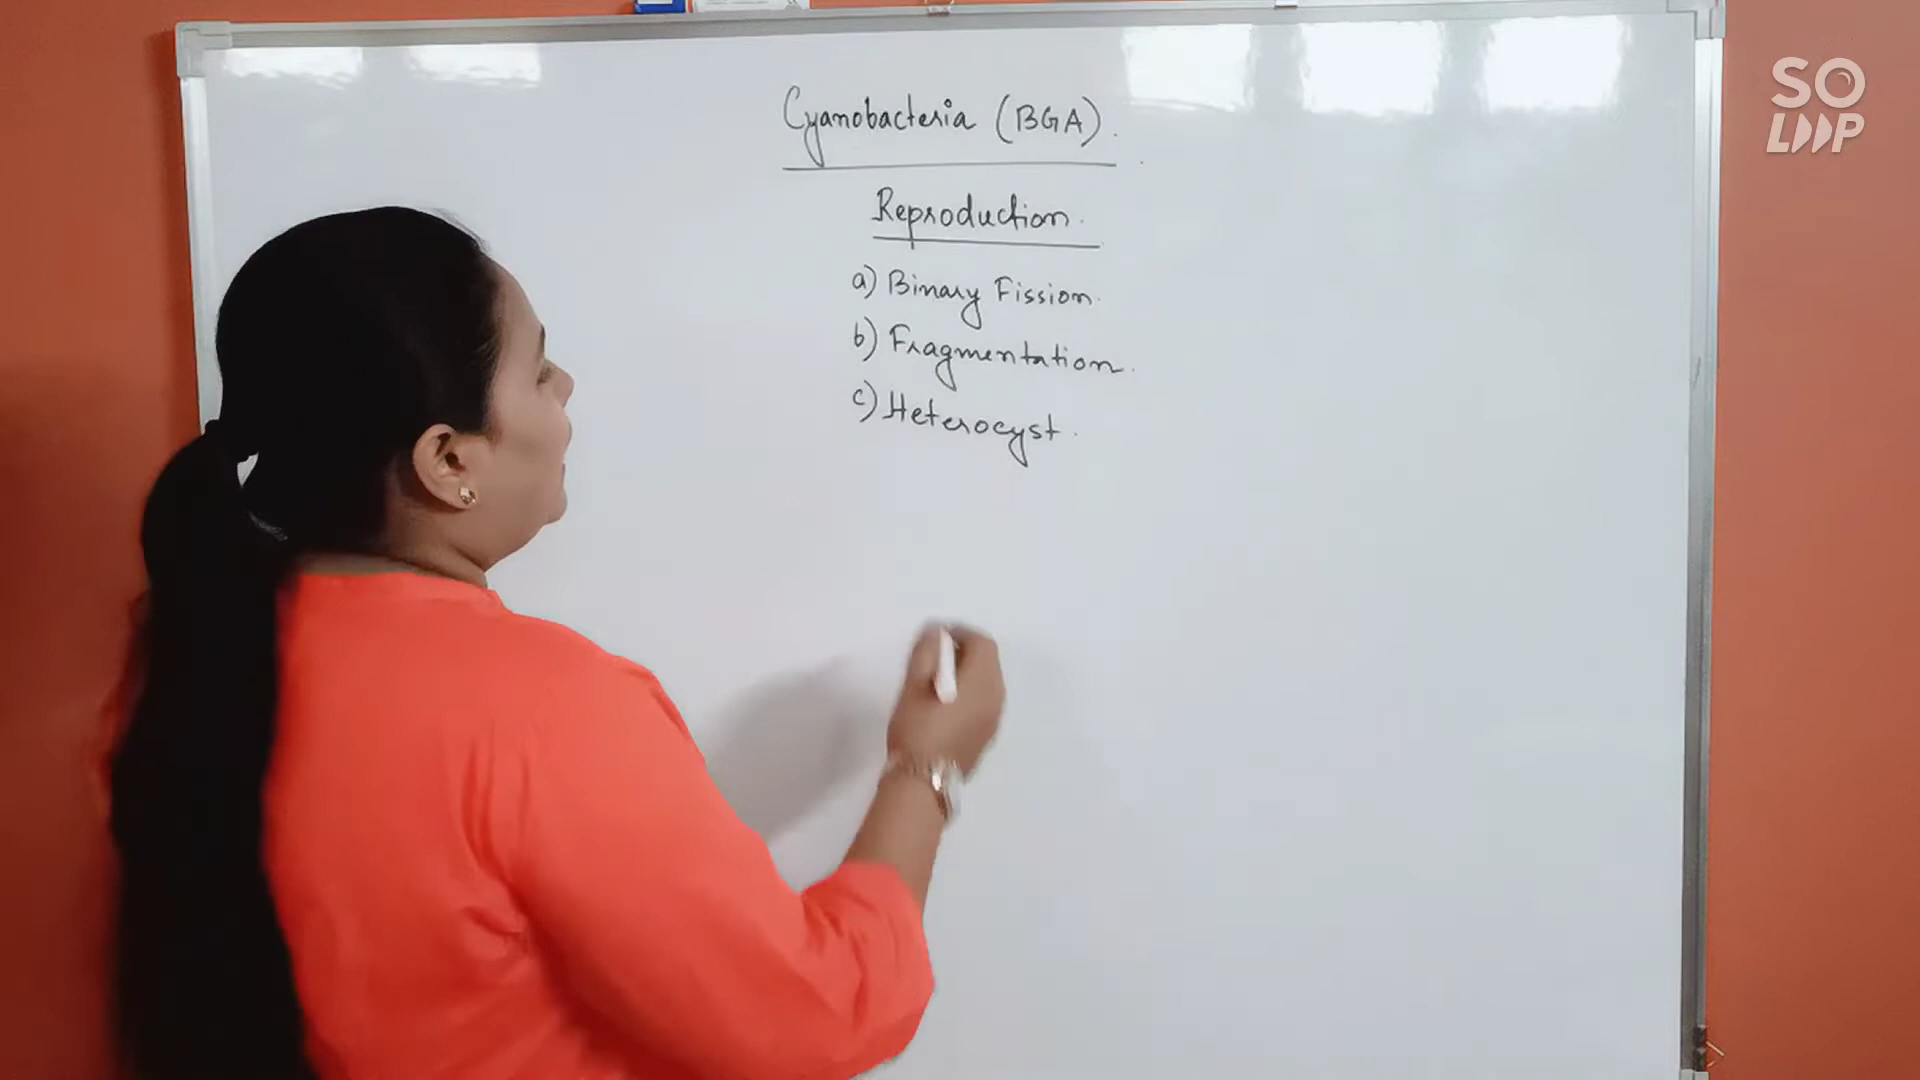 Cyanobacteria (BGA).
Reproduction.
a) Binary Fission.
b) Fragmentation.
c) Heterocyst.
SO
LOOP